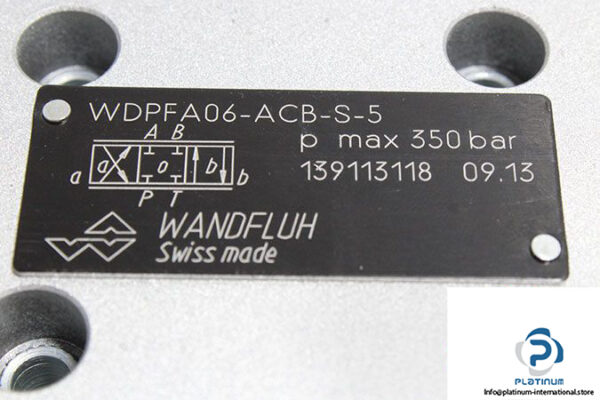 WDPFA06-ACB-S-5
A B
p max 350 bar
a a o b b
139113118 09.13
P T
WANDFLUH
Swiss made
PLATINUM
info@platinum-international.store